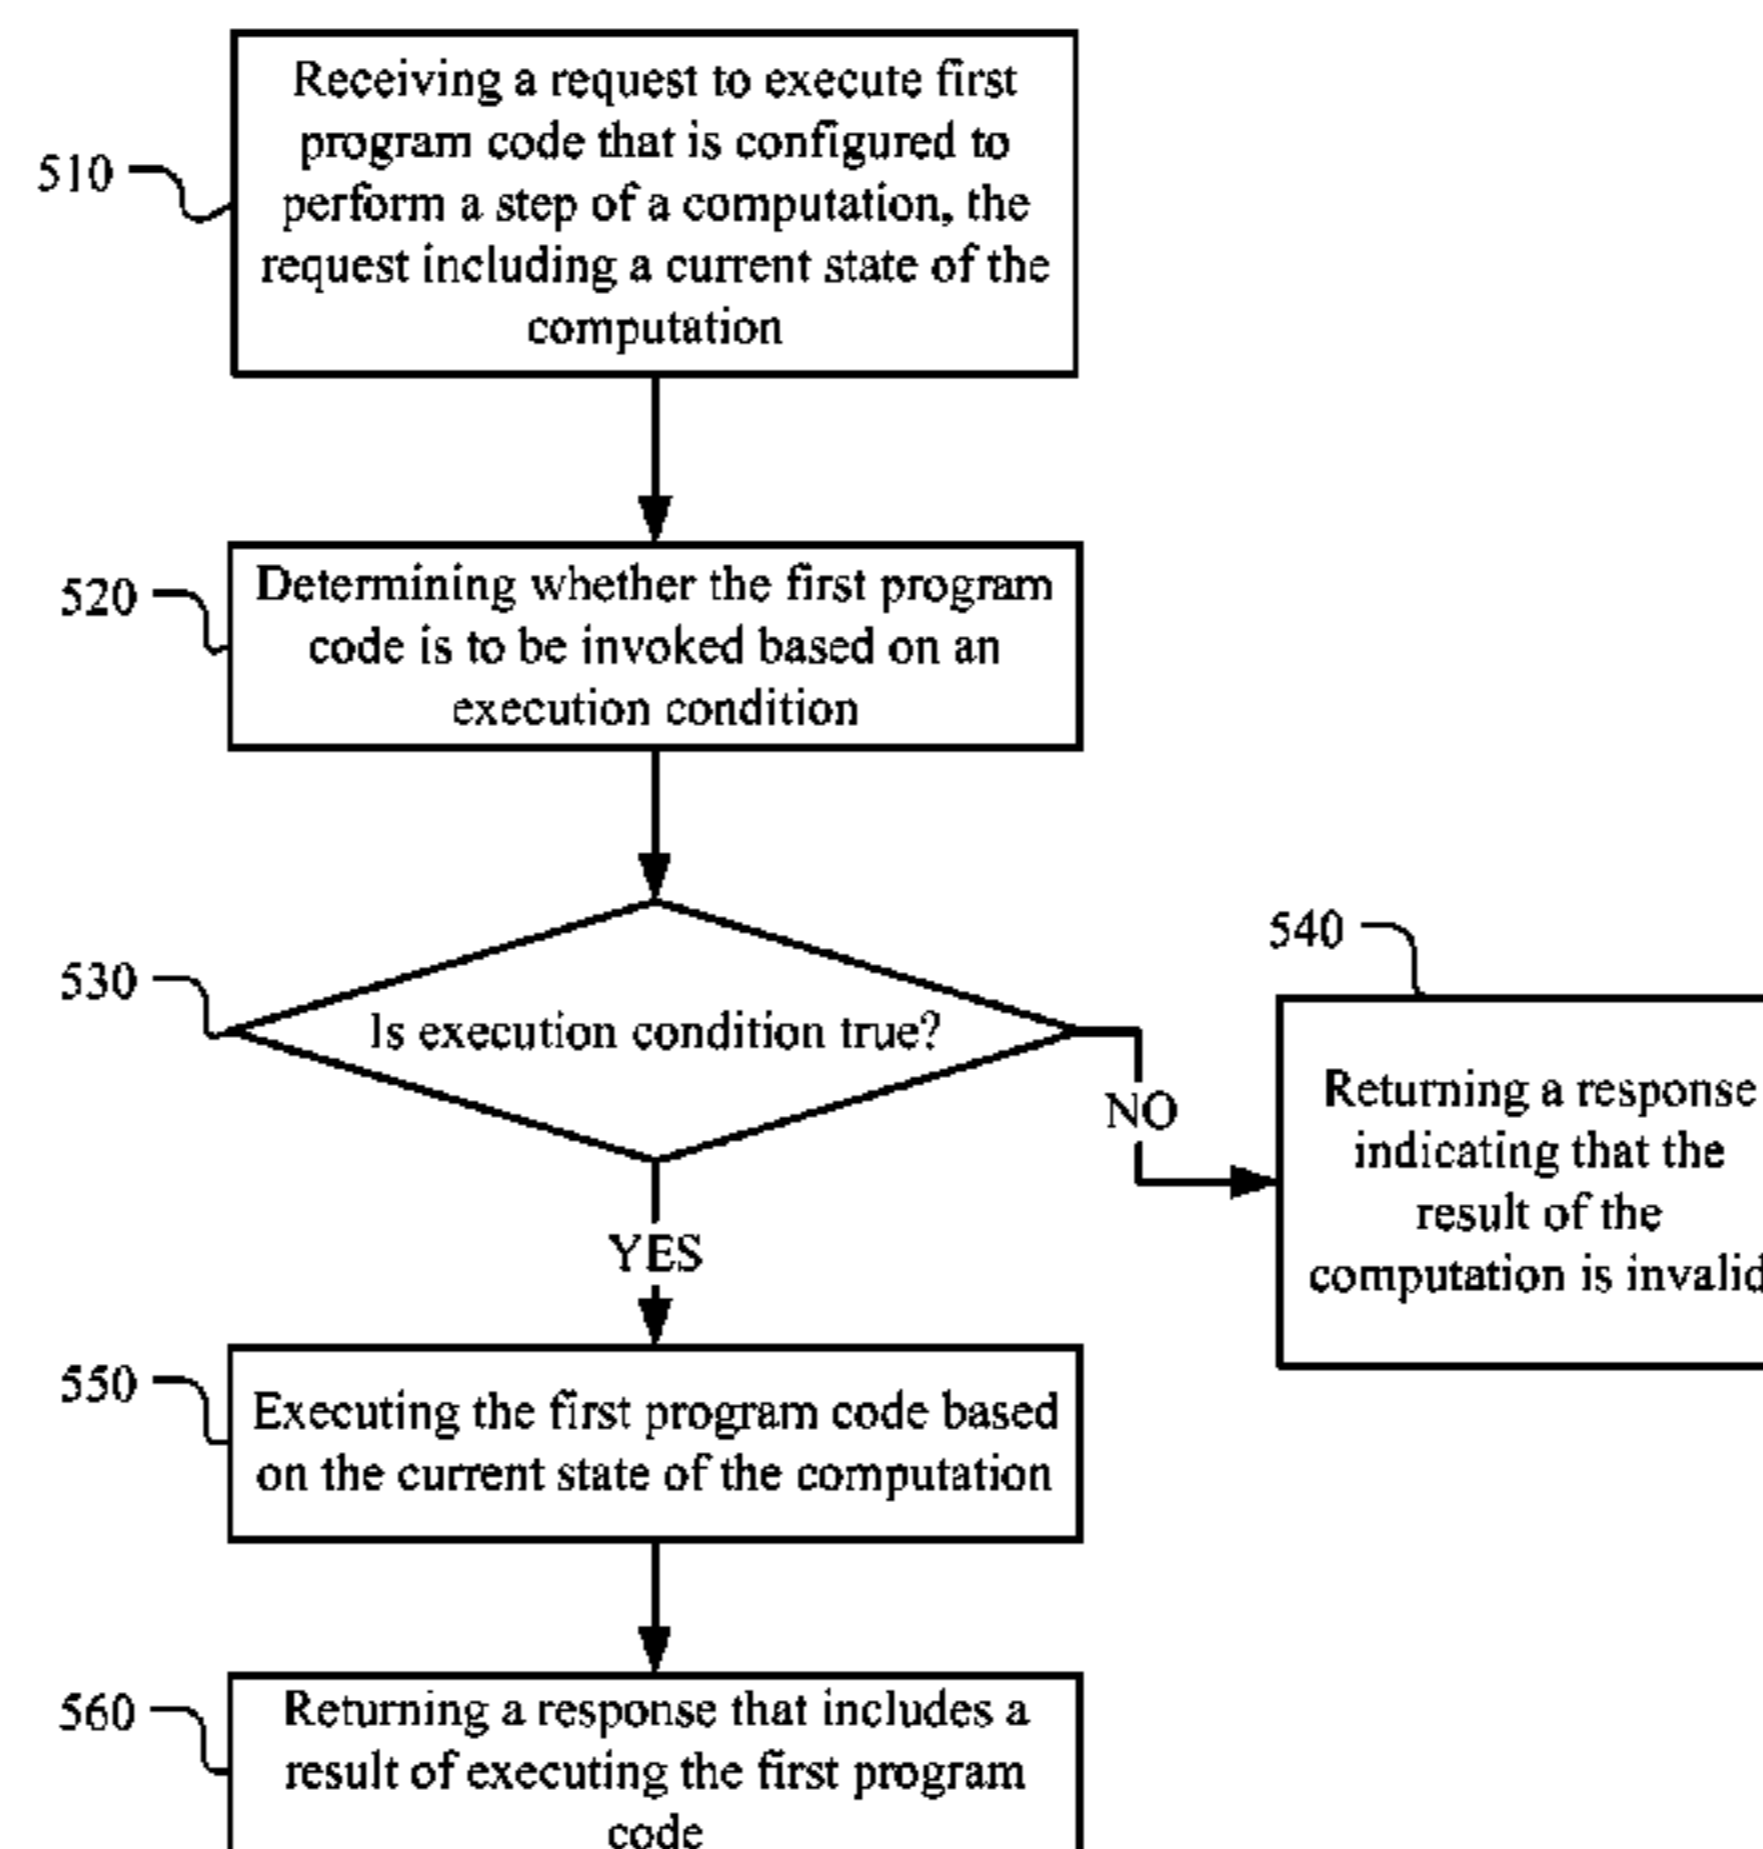 510
Receiving a request to execute first
program code that is configured to
perform a step of a computation, the
request including a current state of the
computation
520
Determining whether the first program
code is to be invoked based on an
execution condition
530
Is execution condition true?
NO
540
Returning a response
indicating that the
result of the
computation is invalid
YES
550
Executing the first program code based
on the current state of the computation
560
Returning a response that includes a
result of executing the first program
code